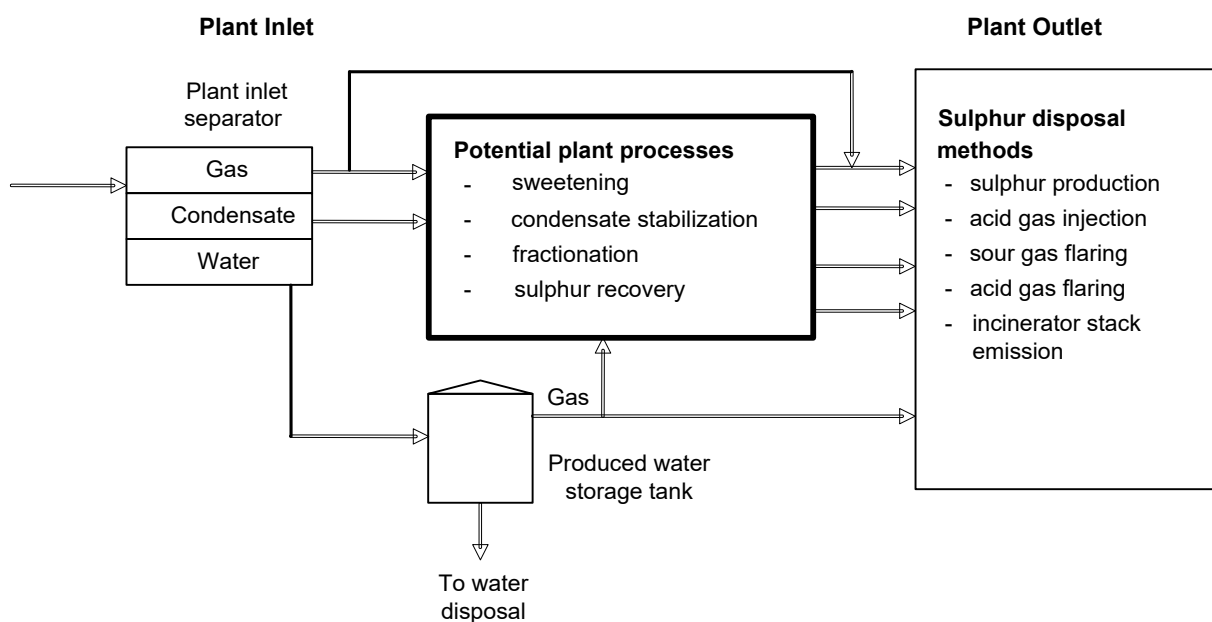 Plant Inlet
Plant Outlet
Plant inlet
separator
Gas
Condensate
Water
Potential plant processes
- sweetening
- condensate stabilization
- fractionation
- sulphur recovery
Sulphur disposal
methods
- sulphur production
- acid gas injection
- sour gas flaring
- acid gas flaring
- incinerator stack
emission
Gas
Produced water
storage tank
To water
disposal